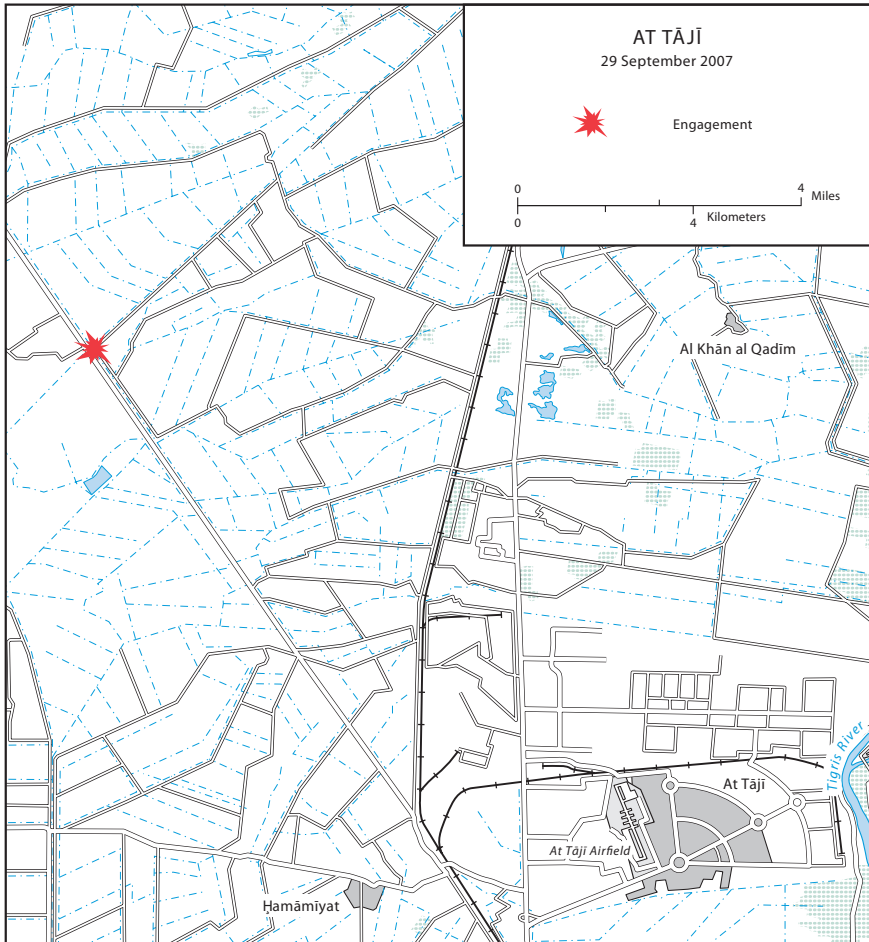 AT TĀJĪ
29 September 2007
Engagement
0 4
Miles
0 4
Kilometers
Al Khān al Qadīm
Tigris River
At Tājī
At Tājī Airfield
Ḥamāmīyat